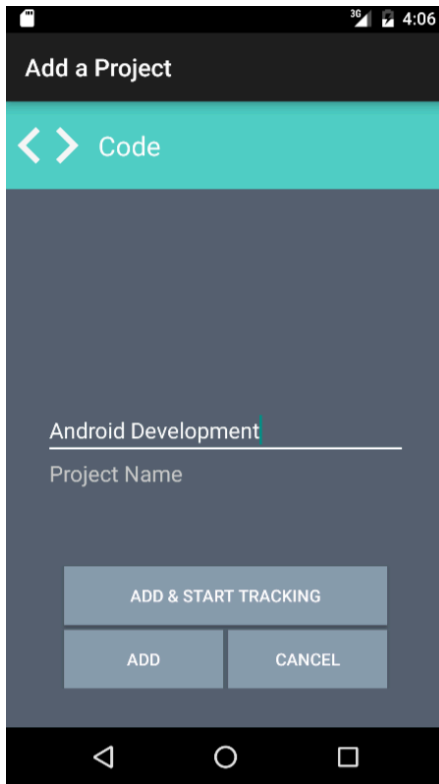 3G 4:06
Add a Project
Code
Android Development
Project Name
ADD & START TRACKING
ADD CANCEL